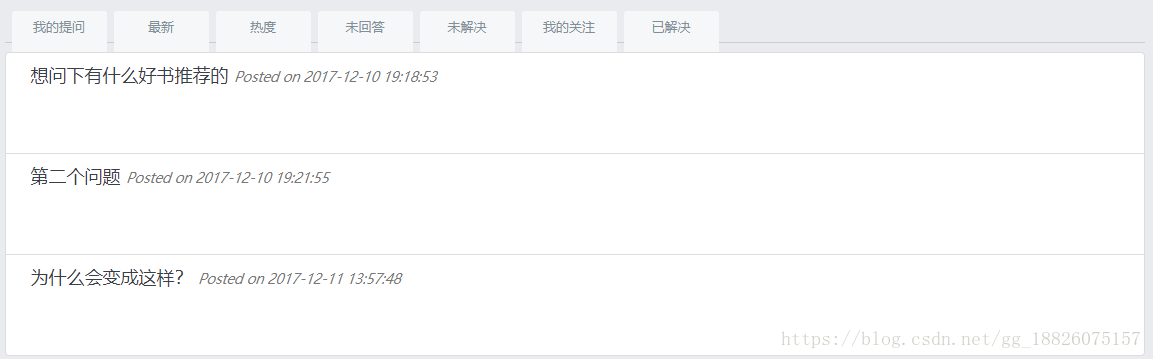 我的提问 最新 热度 未回答 未解决 我的关注 已解决
想问下有什么好书推荐的 Posted on 2017-12-10 19:18:53
第二个问题 Posted on 2017-12-10 19:21:55
为什么会变成这样？ Posted on 2017-12-11 13:57:48
https://blog.csdn.net/gg_18826075157